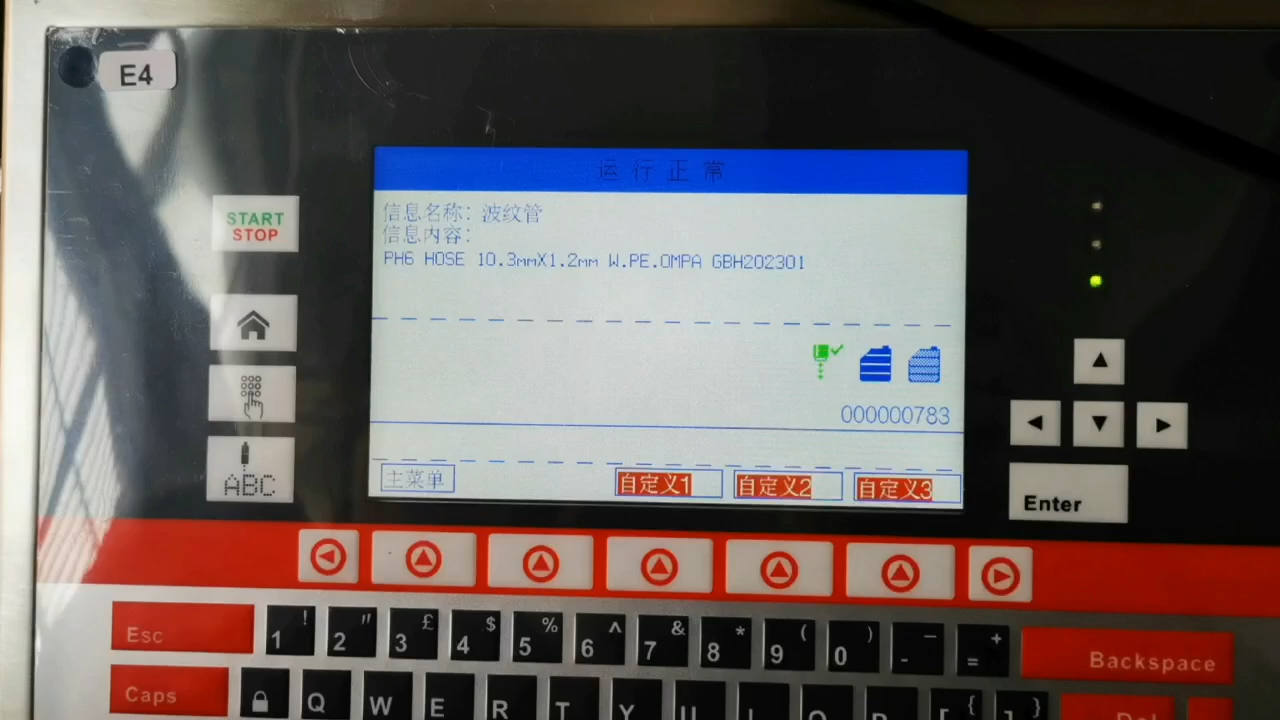 E4
运行正常
START
STOP
信息名称：波纹管
信息内容：
PH6 HOSE 10.3mmX1.2mm W.PE.OMPA GBH202301
000000783
主菜单 自定义1 自定义2 自定义3
ABC
Enter
Esc 1 ! 2 " 3 £ 4 $ 5 % 6 ^ 7 & 8 * 9 ( 0 ) - _ = + Backspace
Caps Q W E R T Y U I O P [ { ] } Del